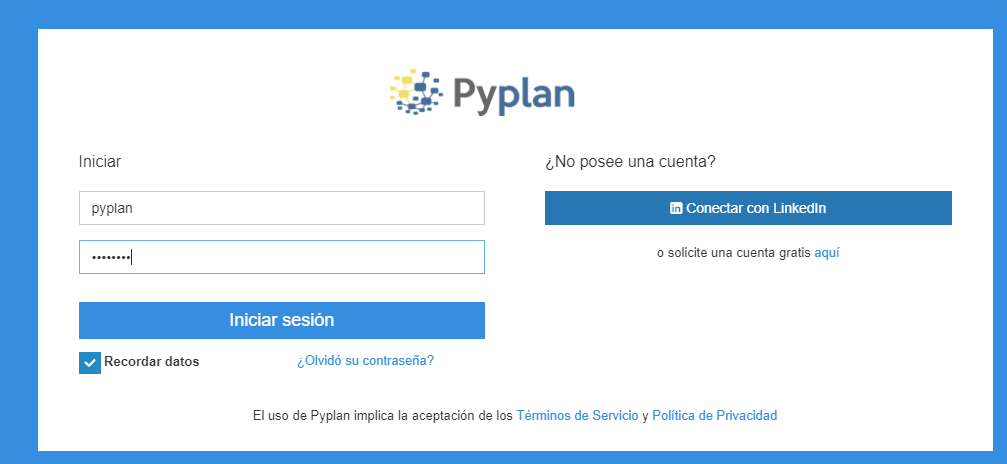 Pyplan
Iniciar
pyplan
••••••••
Iniciar sesión
Recordar datos
¿Olvidó su contraseña?
¿No posee una cuenta?
in Conectar con LinkedIn
o solicite una cuenta gratis aquí
El uso de Pyplan implica la aceptación de los Términos de Servicio y Política de Privacidad